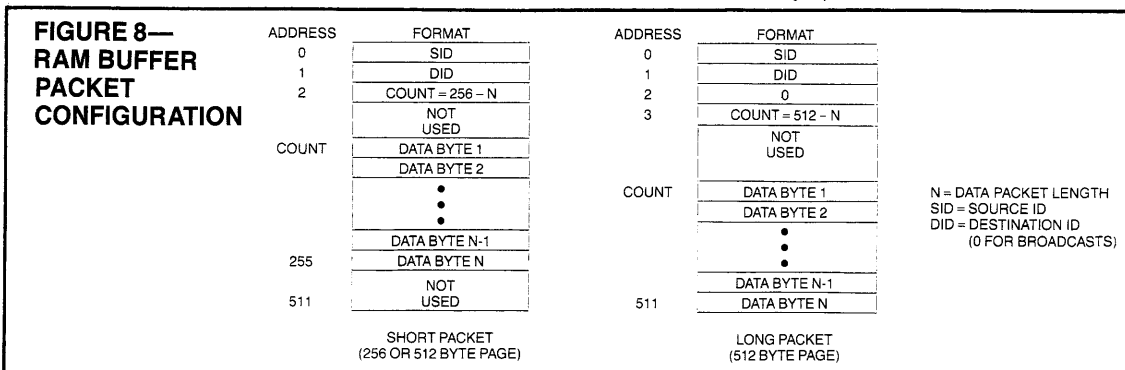 FIGURE 8—
RAM BUFFER
PACKET
CONFIGURATION
ADDRESS FORMAT
0 SID
1 DID
2 COUNT = 256 – N
NOT
USED
COUNT DATA BYTE 1
DATA BYTE 2
•
•
•
DATA BYTE N-1
255 DATA BYTE N
NOT
511 USED
SHORT PACKET
(256 OR 512 BYTE PAGE)
ADDRESS FORMAT
0 SID
1 DID
2 0
3 COUNT = 512 – N
NOT
USED
COUNT DATA BYTE 1
DATA BYTE 2
•
•
•
DATA BYTE N-1
511 DATA BYTE N
LONG PACKET
(512 BYTE PAGE)
N = DATA PACKET LENGTH
SID = SOURCE ID
DID = DESTINATION ID
(0 FOR BROADCASTS)